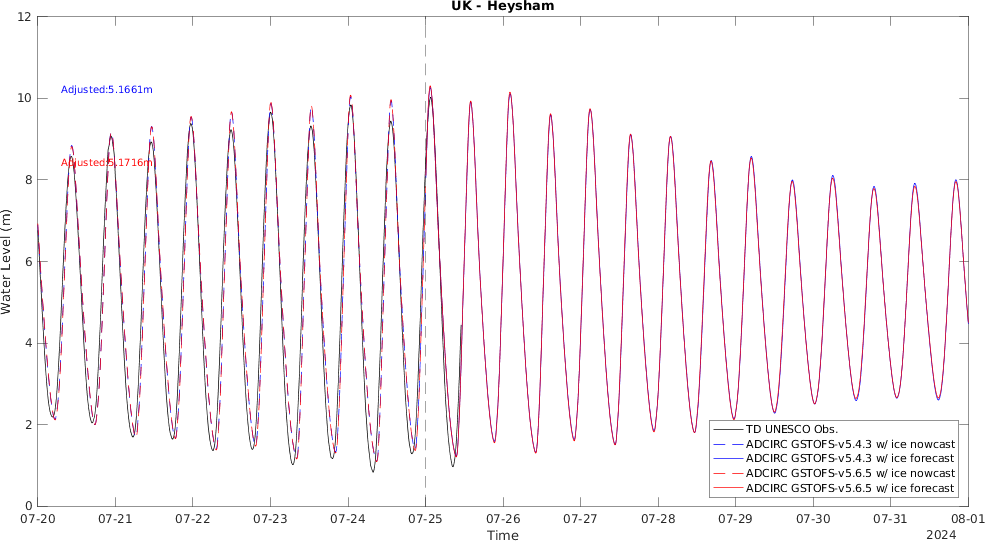 UK - Heysham
12
10
8
6
4
2
0
Water Level (m)
Adjusted:5.1661m
Adjusted:5.1716m
TD UNESCO Obs.
ADCIRC GSTOFS-v5.4.3 w/ ice nowcast
ADCIRC GSTOFS-v5.4.3 w/ ice forecast
ADCIRC GSTOFS-v5.6.5 w/ ice nowcast
ADCIRC GSTOFS-v5.6.5 w/ ice forecast
07-20 07-21 07-22 07-23 07-24 07-25 07-26 07-27 07-28 07-29 07-30 07-31 08-01
Time
2024